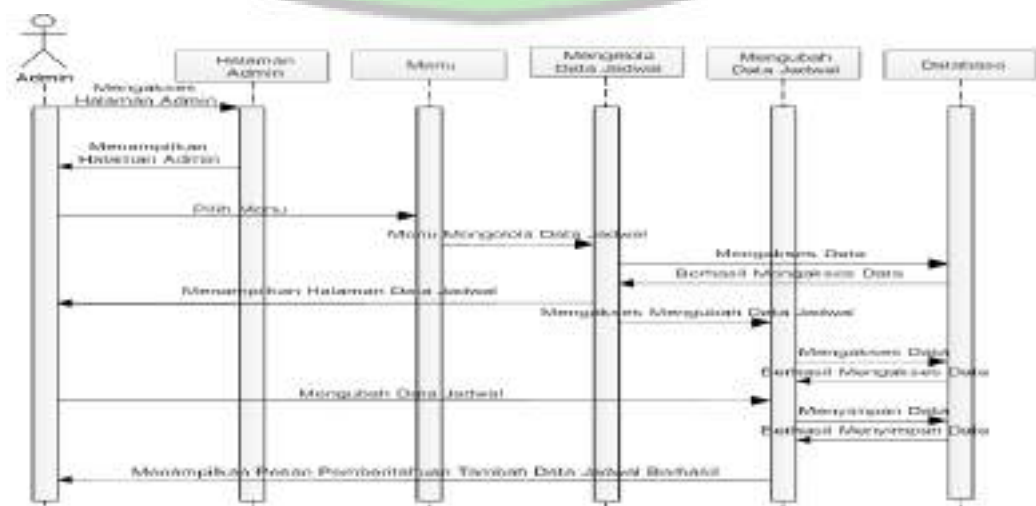 Admin
Halaman
Admin
Menu
Mengelola
Data Jadwal
Mengubah
Data Jadwal
Database
Mengakses
Halaman Admin
Menampilkan
Halaman Admin
Pilih Menu
Menu Mengelola Data Jadwal
Mengakses Data
Berhasil Mengakses Data
Menampilkan Halaman Data Jadwal
Mengakses Mengubah Data Jadwal
Mengakses Data
Berhasil Mengakses Data
Mengubah Data Jadwal
Menyimpan Data
Berhasil Menyimpan Data
Menampilkan Pesan Pemberitahuan Tambah Data Jadwal Berhasil